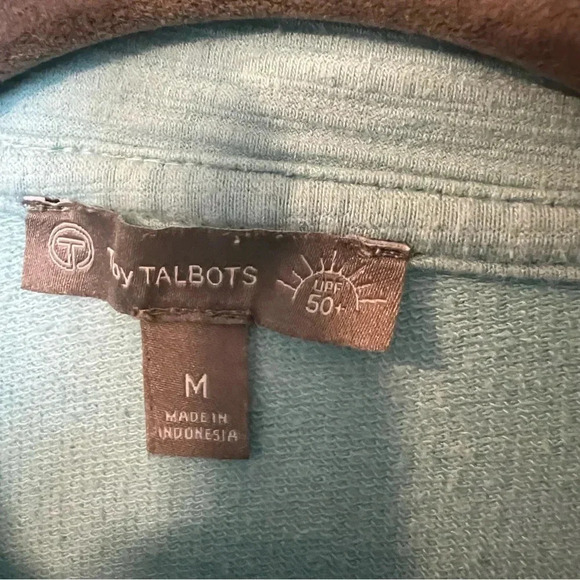 T by TALBOTS
UPF
50+
M
MADE IN
INDONESIA